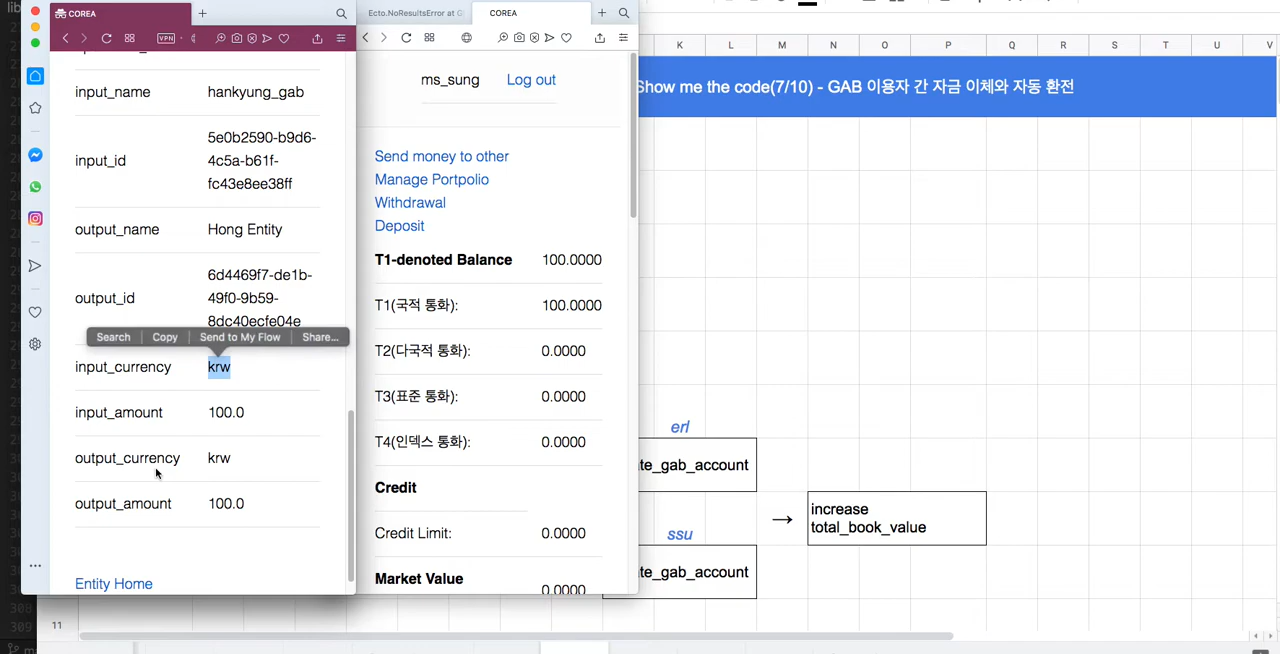 COREA
VPN
input_name
hankyung_gab
input_id
5e0b2590-b9d6-
4c5a-b61f-
fc43e8ee38ff
output_name
Hong Entity
output_id
6d4469f7-de1b-
49f0-9b59-
8dc40ecfe04e
Search
Copy
Send to My Flow
Share...
input_currency
krw
input_amount
100.0
output_currency
krw
output_amount
100.0
Entity Home
Ecto.NoResultsError at G
COREA
ms_sung
Log out
Send money to other
Manage Portpolio
Withdrawal
Deposit
T1-denoted Balance
100.0000
T1(국적 통화):
100.0000
T2(다국적 통화):
0.0000
T3(표준 통화):
0.0000
T4(인덱스 통화):
0.0000
Credit
Credit Limit:
0.0000
Market Value
0.0000
K
L
M
N
O
P
Q
R
S
T
U
V
Show me the code(7/10) - GAB 이용자 간 자금 이체와 자동 환전
erl
te_gab_account
ssu
te_gab_account
→
increase
total_book_value
11